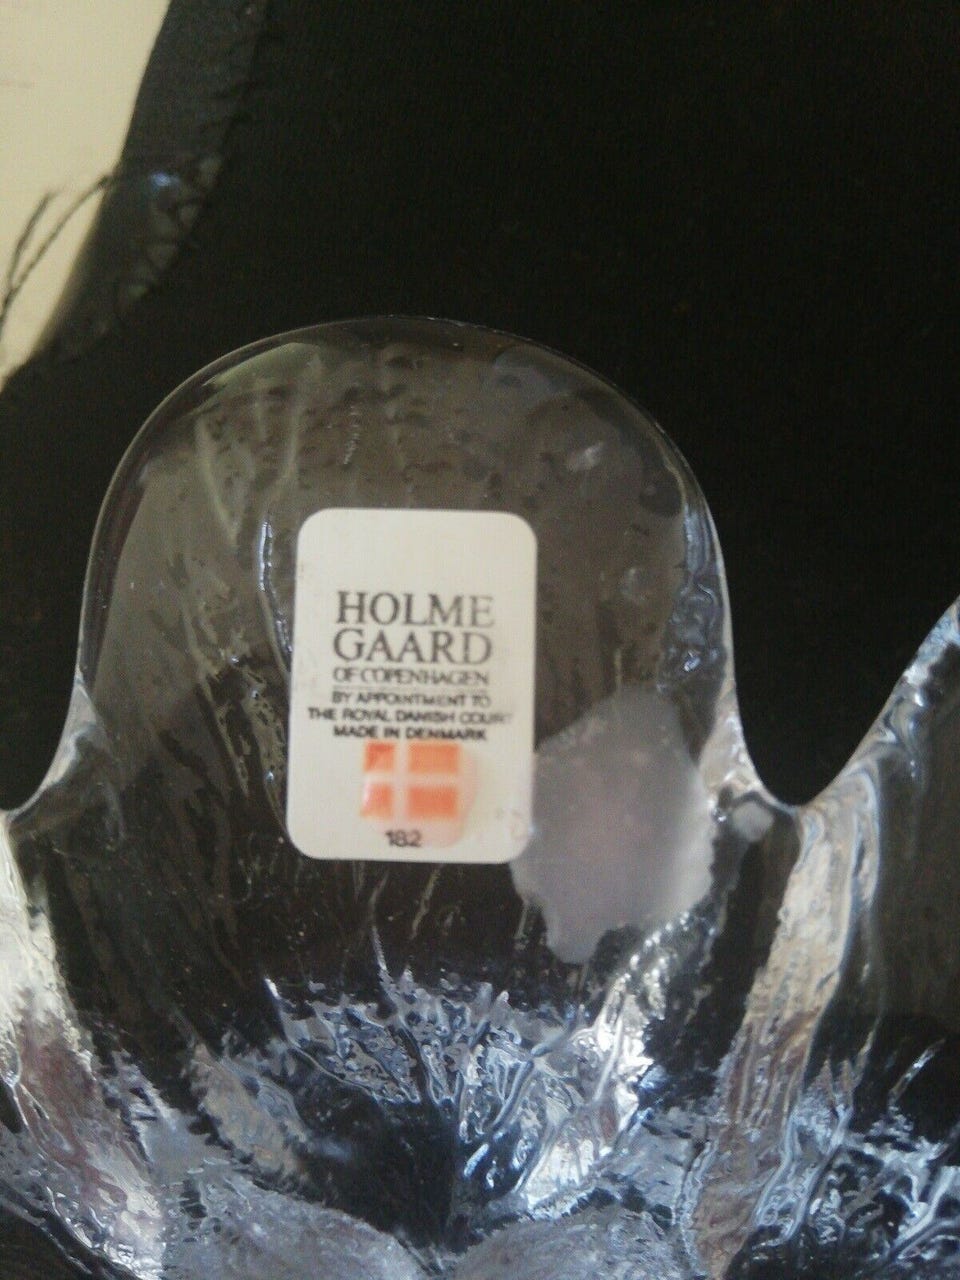 HOLME
GAARD
OF COPENHAGEN
BY APPOINTMENT TO
THE ROYAL DANISH COURT
MADE IN DENMARK
182